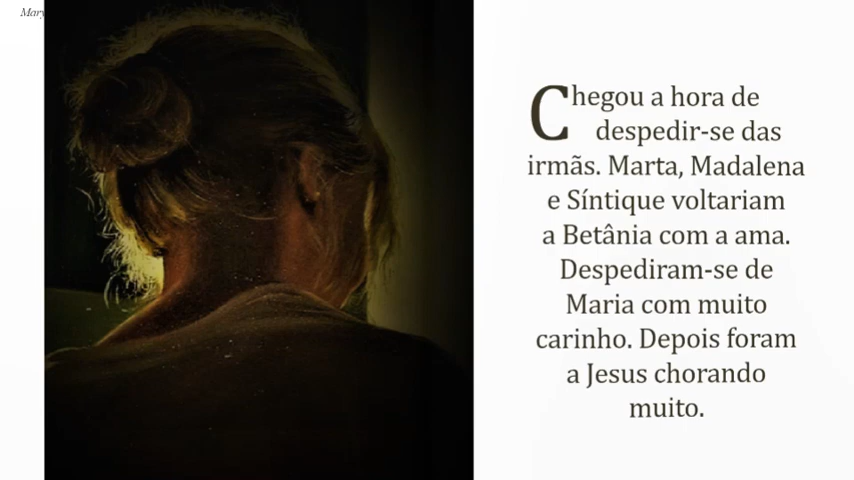 Mary
Chegou a hora de
despedir-se das
irmãs. Marta, Madalena
e Síntique voltariam
a Betânia com a ama.
Despediram-se de
Maria com muito
carinho. Depois foram
a Jesus chorando
muito.